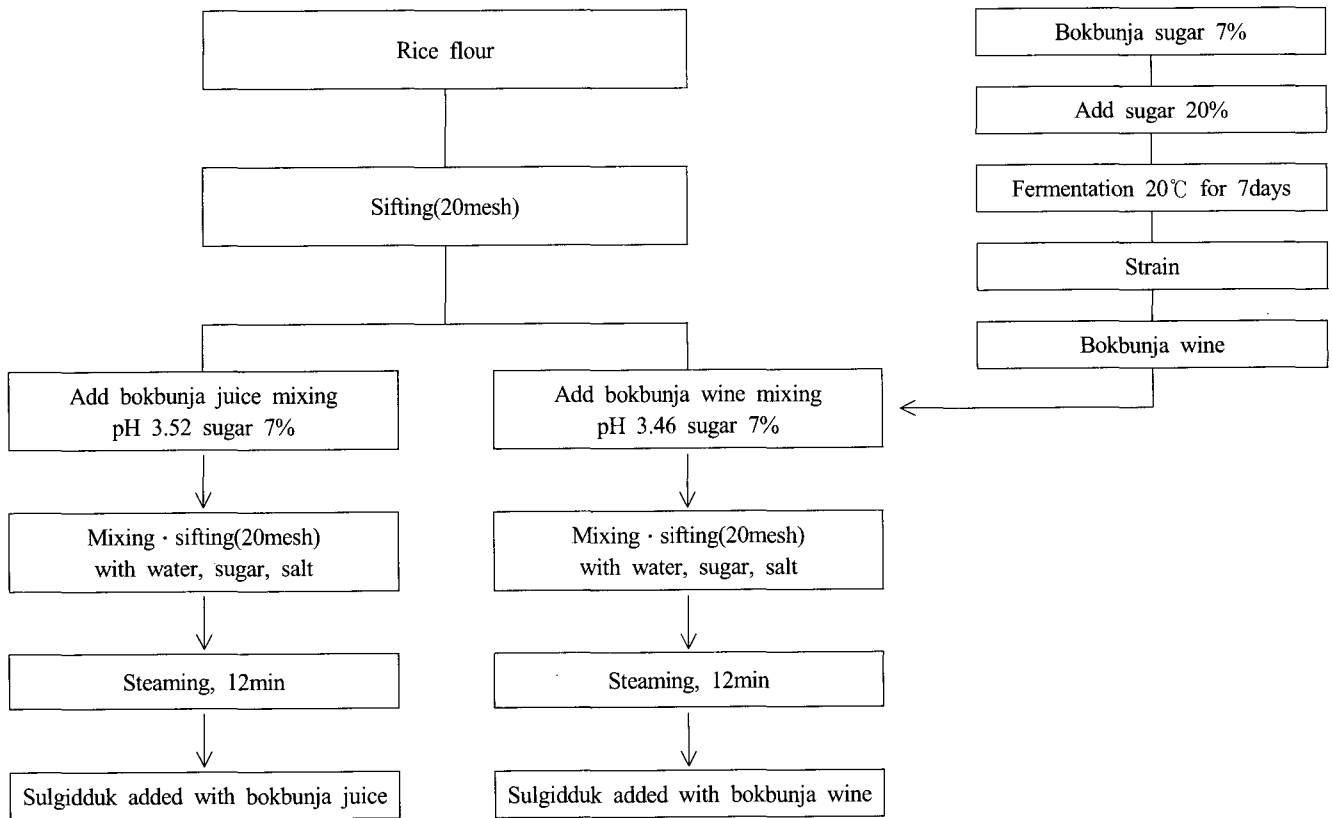 Rice flour
Sifting(20mesh)
Bokbunja sugar 7%
Add sugar 20%
Fermentation 20℃ for 7days
Strain
Bokbunja wine
Add bokbunja juice mixing
pH 3.52 sugar 7%
Mixing · sifting(20mesh)
with water, sugar, salt
Steaming, 12min
Sulgidduk added with bokbunja juice
Add bokbunja wine mixing
pH 3.46 sugar 7%
Mixing · sifting(20mesh)
with water, sugar, salt
Steaming, 12min
Sulgidduk added with bokbunja wine